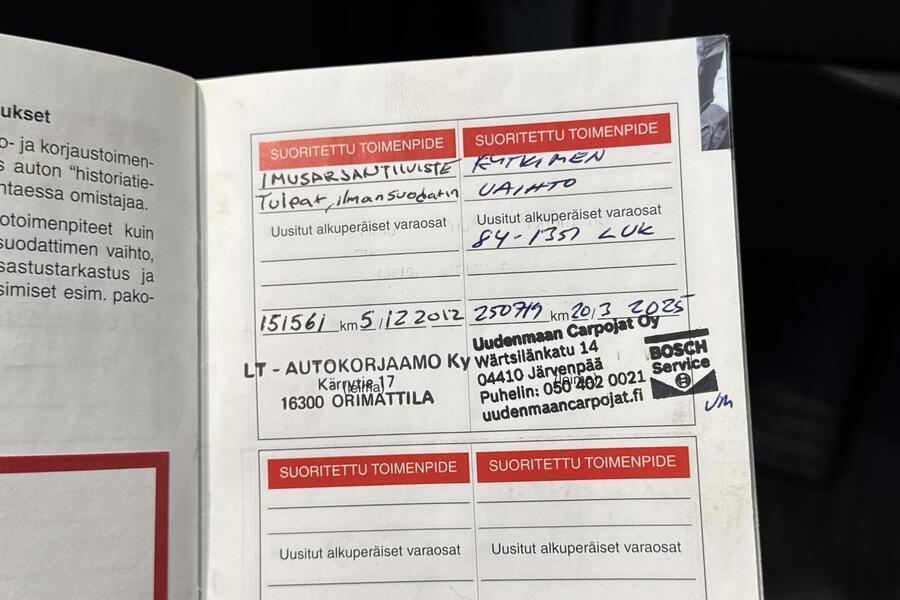 ukset
o- ja korjaustoimen-
s auton "historiatie-
ntaessa omistajaa.
otoimenpiteet kuin
suodattimen vaihto,
sastustarkastus ja
simiset esim. pako-
SUORITETTU TOIMENPIDE
IMUSARJANTIIVISTE
Tulpat, ilmansuodatin
Uusitut alkuperäiset varaosat
151561 km 5/12 2012
LT - AUTOKORJAAMO Ky
Kärrytie 17
16300 ORIMATTILA
SUORITETTU TOIMENPIDE
KYTKIMEN
VAIHTO
Uusitut alkuperäiset varaosat
84-1351 LUK
250719 km 20/3 2025
Uudenmaan Carpojat Oy
Wärtsilänkatu 14
04410 Järvenpää
Puhelin: 050 402 0021
uudenmaancarpojat.fi
BOSCH
Service
SUORITETTU TOIMENPIDE
Uusitut alkuperäiset varaosat
SUORITETTU TOIMENPIDE
Uusitut alkuperäiset varaosat